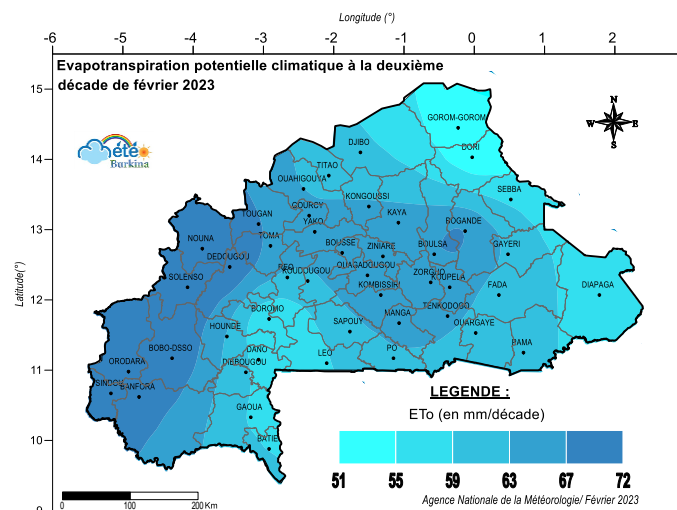 Longitude (°)
-6 -5 -4 -3 -2 -1 0 1 2
Evapotranspiration potentielle climatique à la deuxième
décade de février 2023
15
14
13
12
11
10
9
Latitude(°)
été
Burkina
N
W E
S
GOROM-GOROM
DJIBO
DORI
TITAO
OUAHIGOUYA
SEBBA
KONGOUSSI
GOURCY
KAYA
TOUGAN
YAKO
BOGANDE
NOUNA
TOMA
BOUSSE
ZINIARE
BOULSA
GAYERI
DEDOUGOU
REO
KOUDOUGOU
OUAGADOUGOU
ZORGHO
KOUPELA
SOLENSO
KOMBISSIRI
FADA
DIAPAGA
BOROMO
TENKODOGO
HOUNDE
SAPOUY
MANGA
OUARGAYE
BOBO-DSSO
DANO
LEO
PO
PAMA
ORODARA
DIEBOUGOU
SINDOU
BANFORA
GAOUA
BATIE
LEGENDE :
ETo (en mm/décade)
51 55 59 63 67 72
Agence Nationale de la Météorologie/ Février 2023
0 100 200 Km